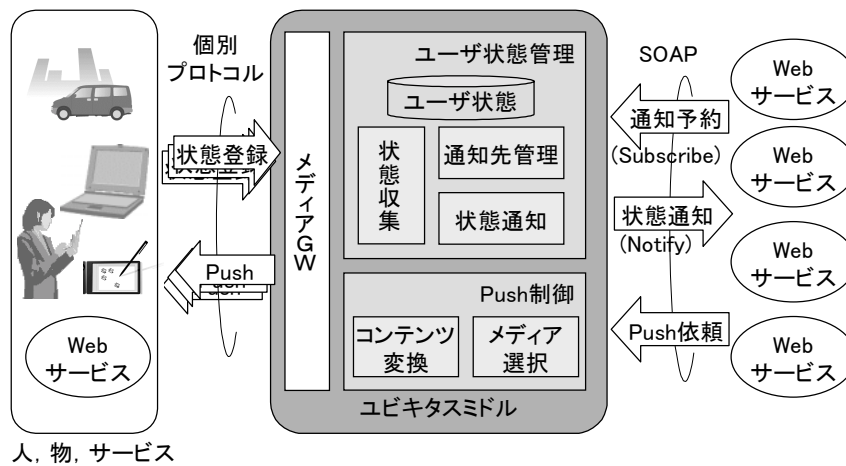 個別
プロトコル
状態登録
Push
Web
サービス
人, 物, サービス
メディアGW
ユーザ状態管理
ユーザ状態
状態収集
通知先管理
状態通知
Push制御
コンテンツ
変換
メディア
選択
ユビキタスミドル
SOAP
通知予約
(Subscribe)
状態通知
(Notify)
Push依頼
Web
サービス
Web
サービス
Web
サービス
Web
サービス